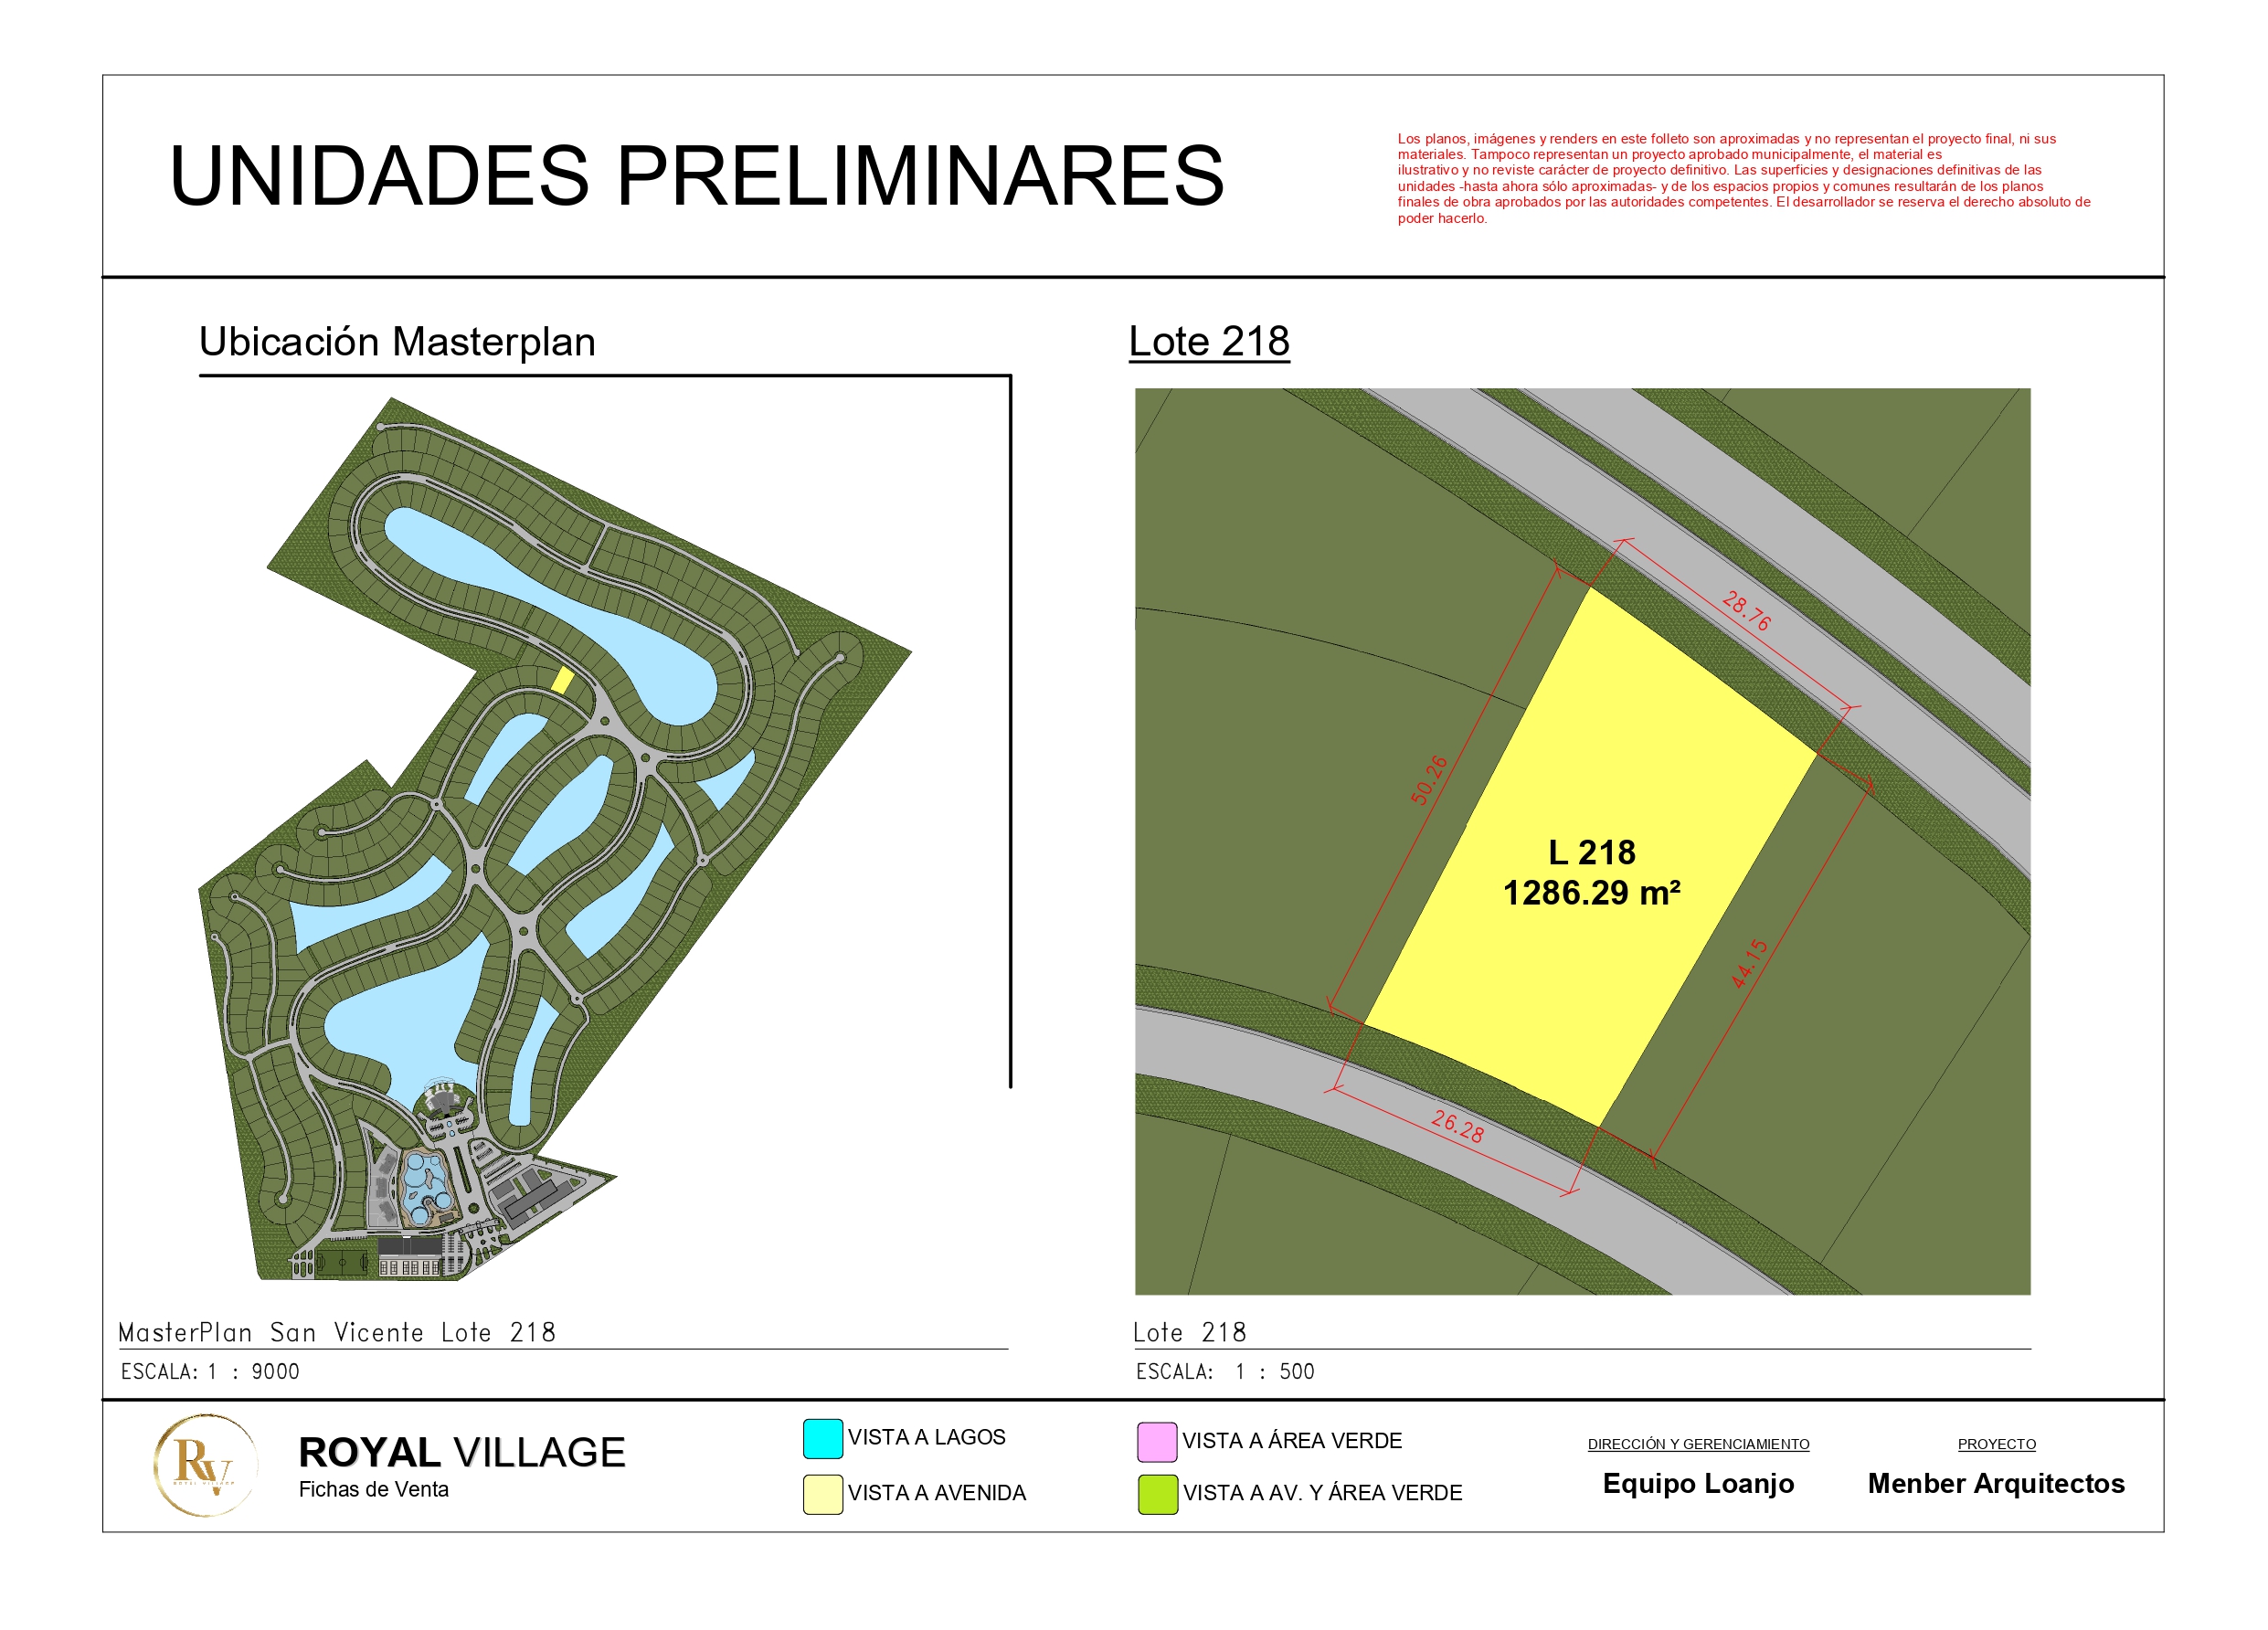 UNIDADES PRELIMINARES
Los planos, imágenes y renders en este folleto son aproximadas y no representan el proyecto final, ni sus
materiales. Tampoco representan un proyecto aprobado municipalmente, el material es
ilustrativo y no reviste carácter de proyecto definitivo. Las superficies y designaciones definitivas de las
unidades -hasta ahora sólo aproximadas- y de los espacios propios y comunes resultarán de los planos
finales de obra aprobados por las autoridades competentes. El desarrollador se reserva el derecho absoluto de
poder hacerlo.
Ubicación Masterplan
Lote 218
28.76
50.26
L 218
1286.29 m²
44.15
26.28
MasterPlan San Vicente Lote 218
ESCALA: 1 : 9000
Lote 218
ESCALA: 1 : 500
RV
ROYAL VILLAGE
ROYAL VILLAGE
Fichas de Venta
VISTA A LAGOS
VISTA A AVENIDA
VISTA A ÁREA VERDE
VISTA A AV. Y ÁREA VERDE
DIRECCIÓN Y GERENCIAMIENTO
Equipo Loanjo
PROYECTO
Menber Arquitectos